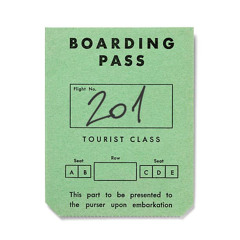 BOARDING
PASS
Flight No.
201
TOURIST CLASS
Seat Row Seat
A B C D E
This part to be presented to
the purser upon embarkation